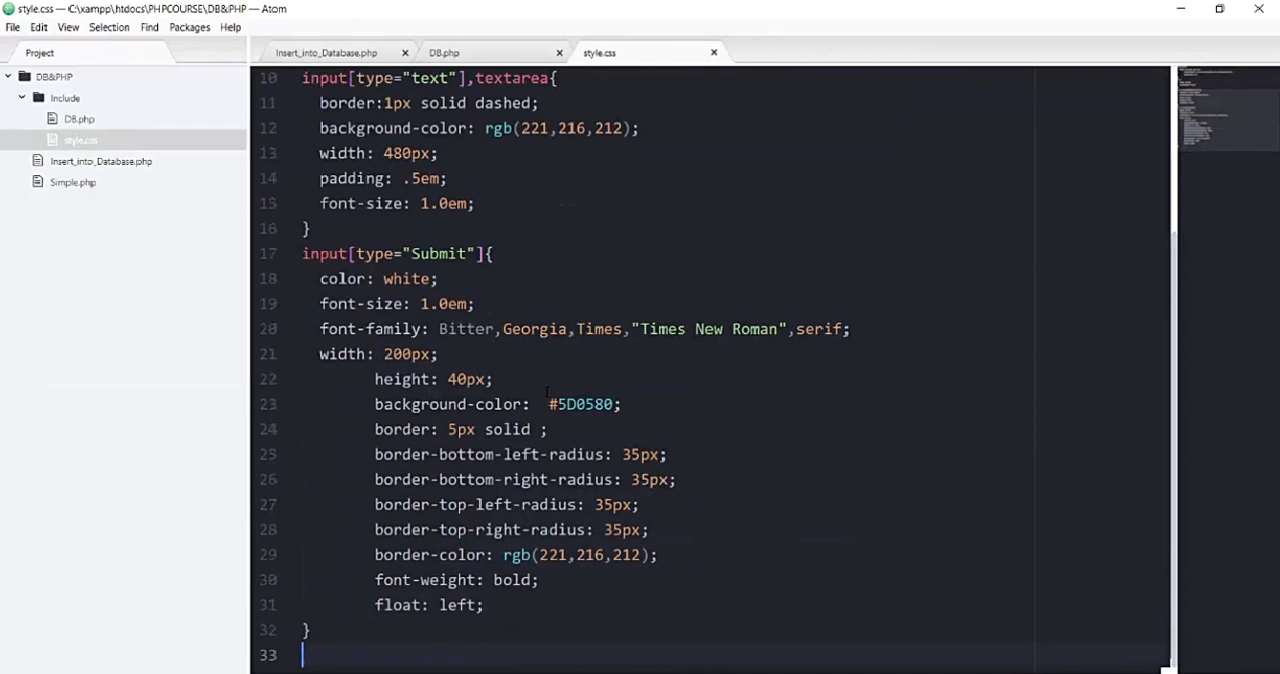 style.css — C:\xampp\htdocs\PHPCOURSE\DB&PHP — Atom
File Edit View Selection Find Packages Help
Project
Insert_into_Database.php
DB.php
style.css
DB&PHP
Include
DB.php
style.css
Insert_into_Database.php
Simple.php
10 input[type="text"],textarea{
11 border:1px solid dashed;
12 background-color: rgb(221,216,212);
13 width: 480px;
14 padding: .5em;
15 font-size: 1.0em;
16 }
17 input[type="Submit"]{
18 color: white;
19 font-size: 1.0em;
20 font-family: Bitter,Georgia,Times,"Times New Roman",serif;
21 width: 200px;
22 height: 40px;
23 background-color:  #5D0580;
24 border: 5px solid ;
25 border-bottom-left-radius: 35px;
26 border-bottom-right-radius: 35px;
27 border-top-left-radius: 35px;
28 border-top-right-radius: 35px;
29 border-color: rgb(221,216,212);
30 font-weight: bold;
31 float: left;
32 }
33